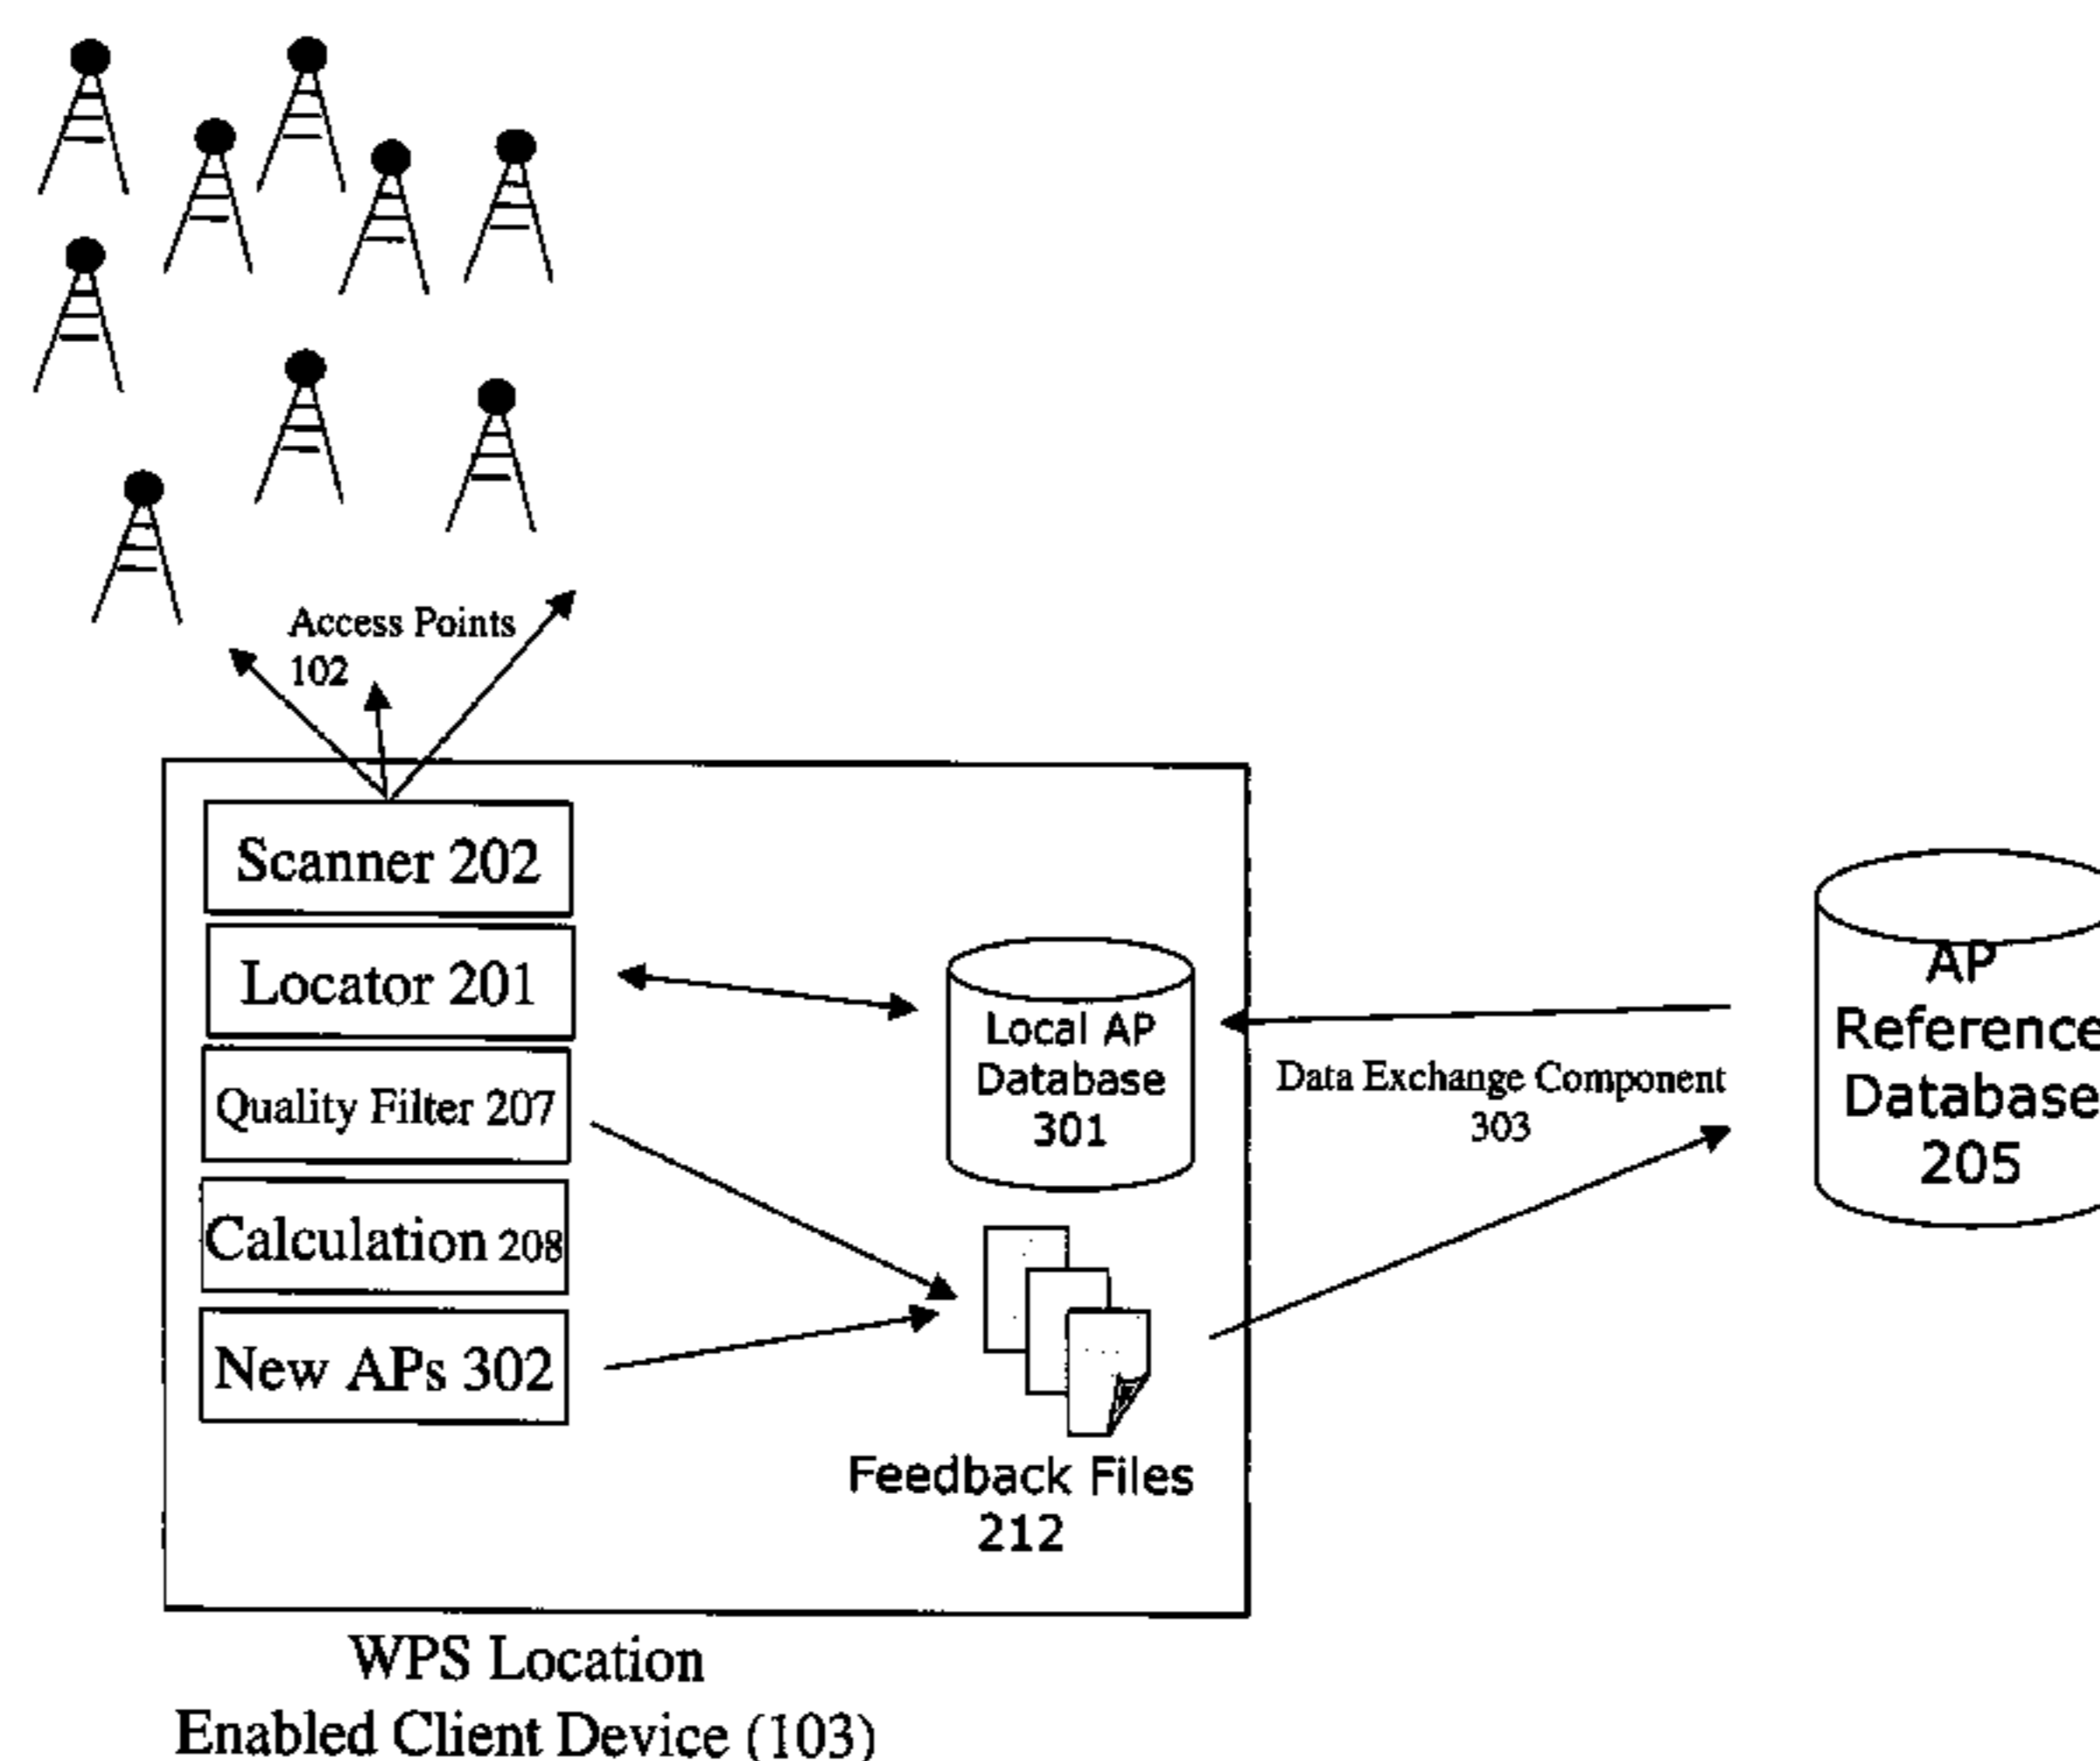 Access Points
102
Scanner 202
Locator 201
Quality Filter 207
Calculation 208
New APs 302
Local AP
Database
301
Feedback Files
212
Data Exchange Component
303
AP
Reference
Database
205
WPS Location
Enabled Client Device (103)